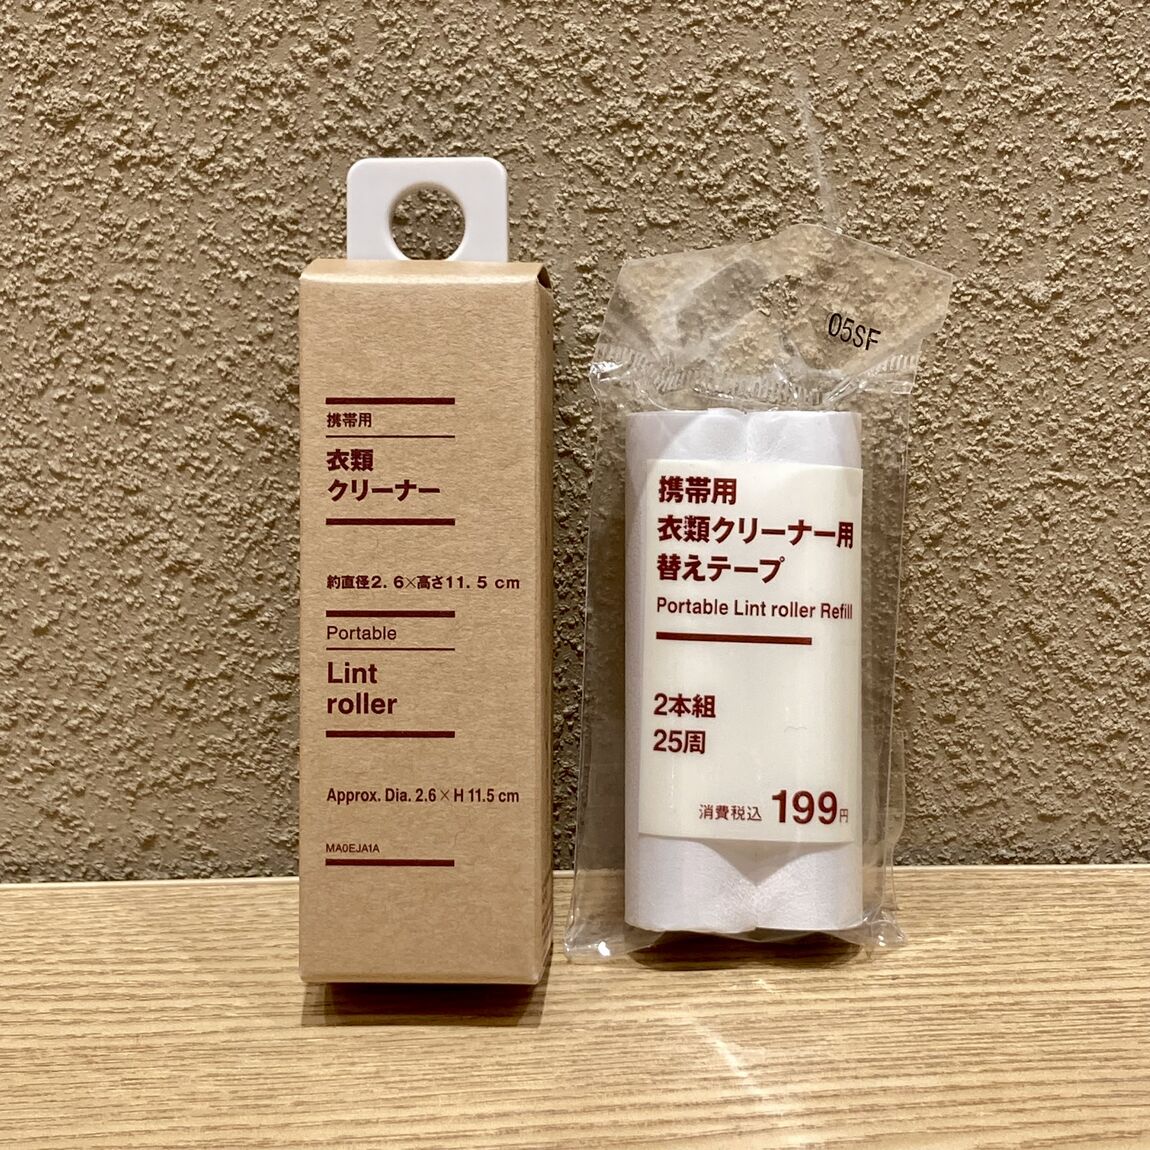 携帯用
衣類
クリーナー
約直径2.6×高さ11.5cm
Portable
Lint
roller
Approx. Dia. 2.6×H 11.5 cm
MA0EJA1A
05SF
携帯用
衣類クリーナー用
替えテープ
Portable Lint roller Refill
2本組
25周
消費税込 199円